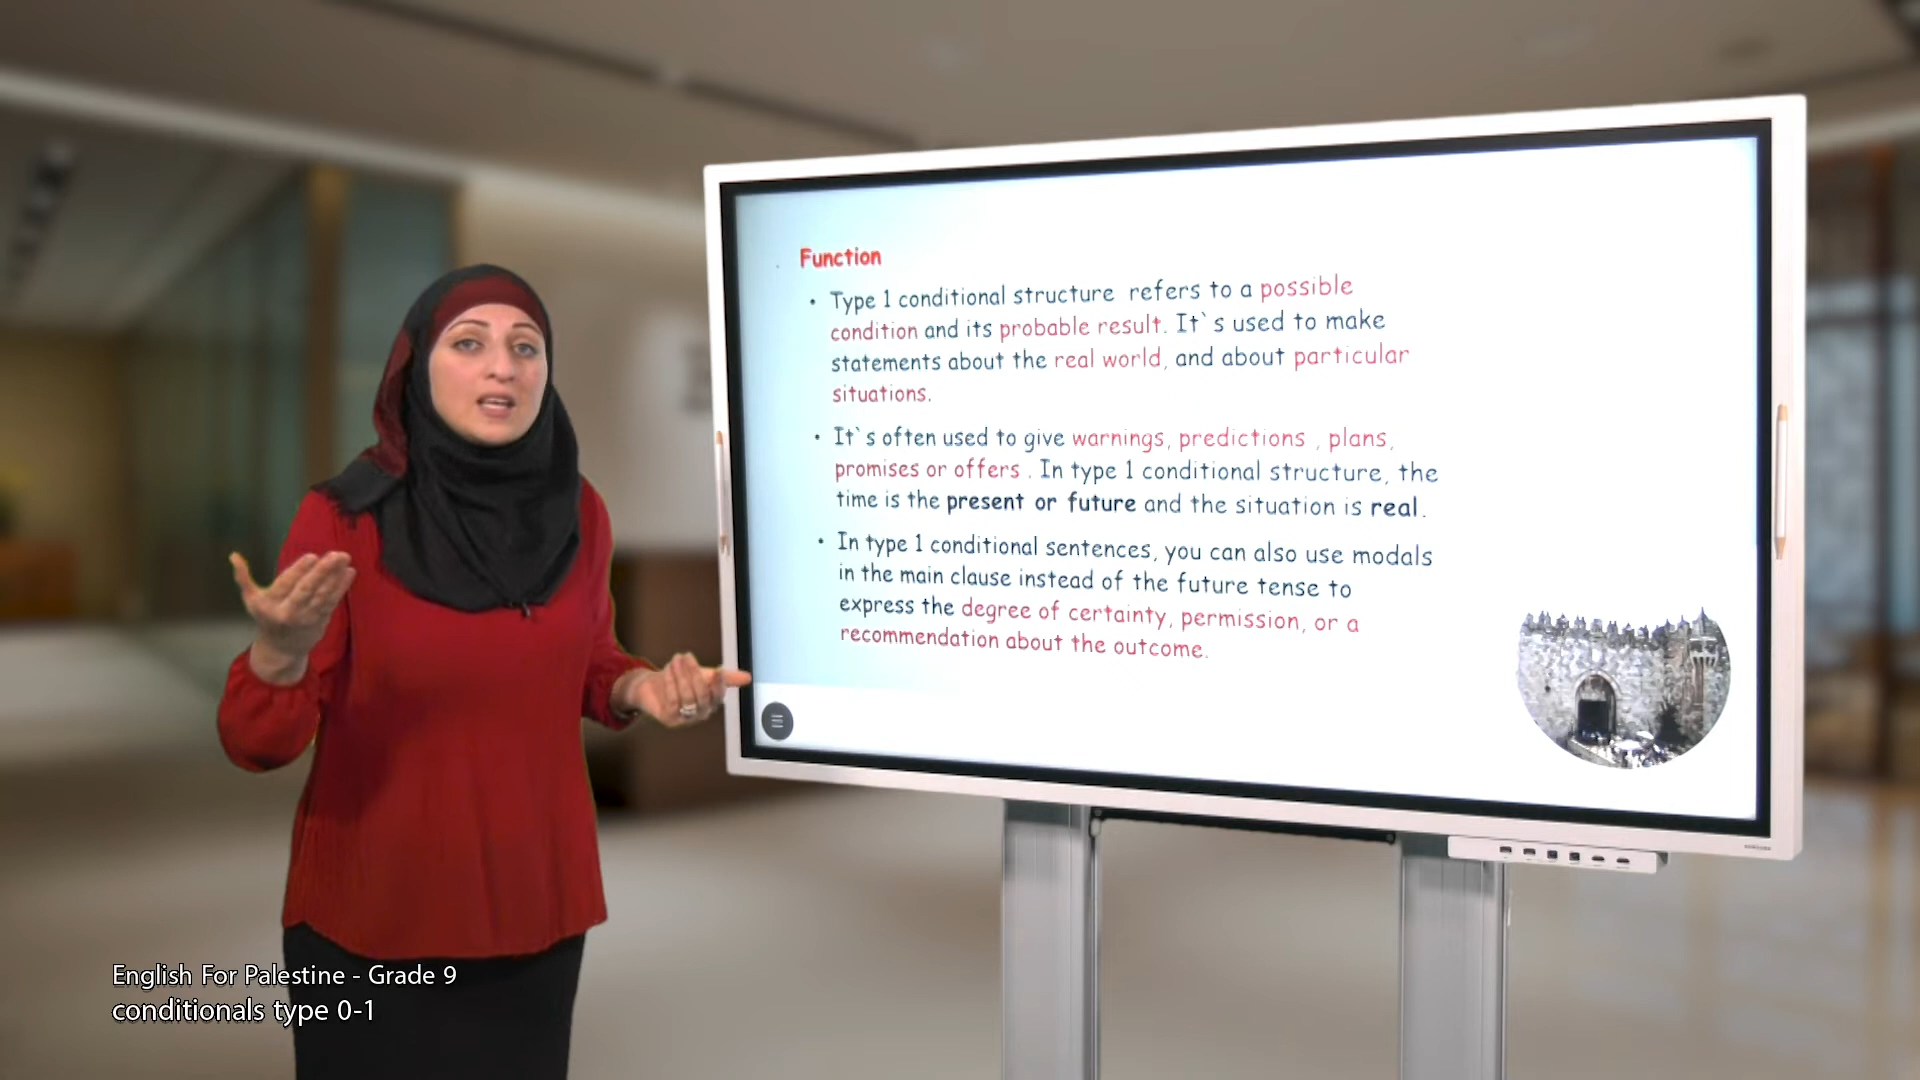 Function
• Type 1 conditional structure refers to a possible
condition and its probable result. It`s used to make
statements about the real world, and about particular
situations.
• It`s often used to give warnings, predictions , plans,
promises or offers . In type 1 conditional structure, the
time is the present or future and the situation is real.
• In type 1 conditional sentences, you can also use modals
in the main clause instead of the future tense to
express the degree of certainty, permission, or a
recommendation about the outcome.
English For Palestine - Grade 9
conditionals type 0-1